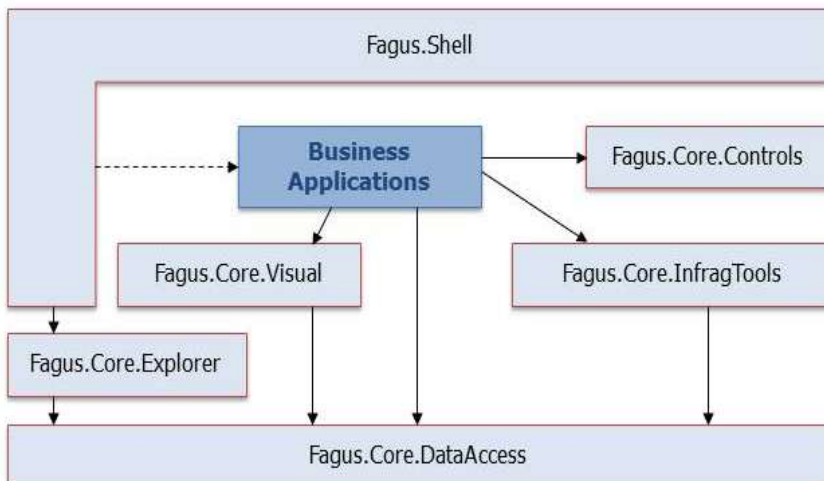 Fagus.Shell
Business
Applications
Fagus.Core.Controls
Fagus.Core.Visual
Fagus.Core.InfragTools
Fagus.Core.Explorer
Fagus.Core.DataAccess